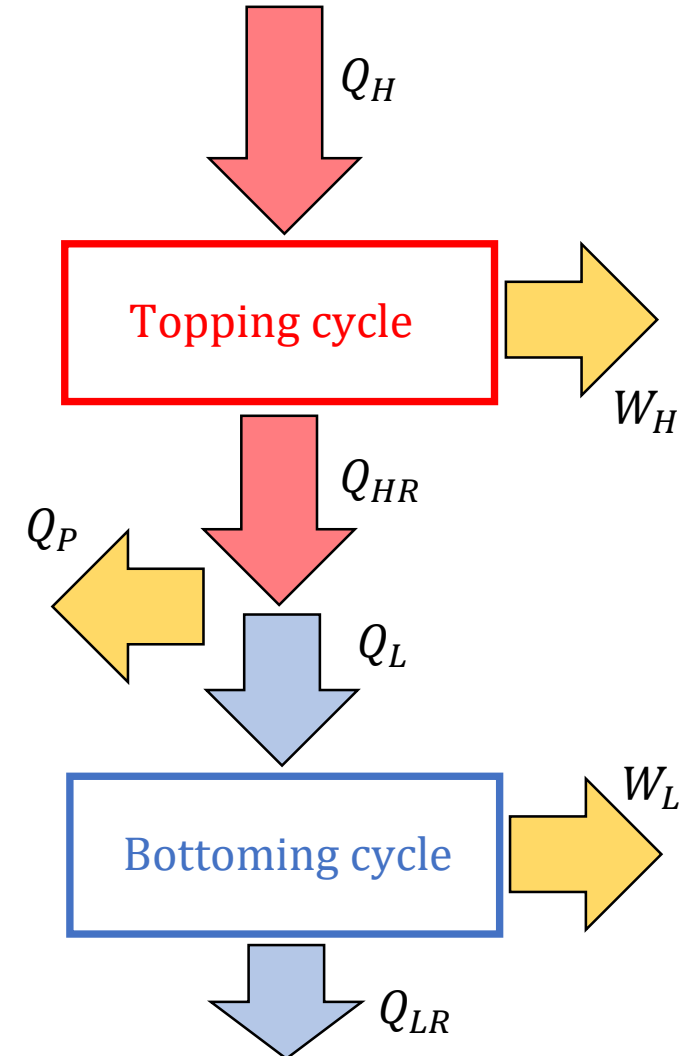 Q_H
Topping cycle
W_H
Q_HR
Q_P
Q_L
W_L
Bottoming cycle
Q_LR